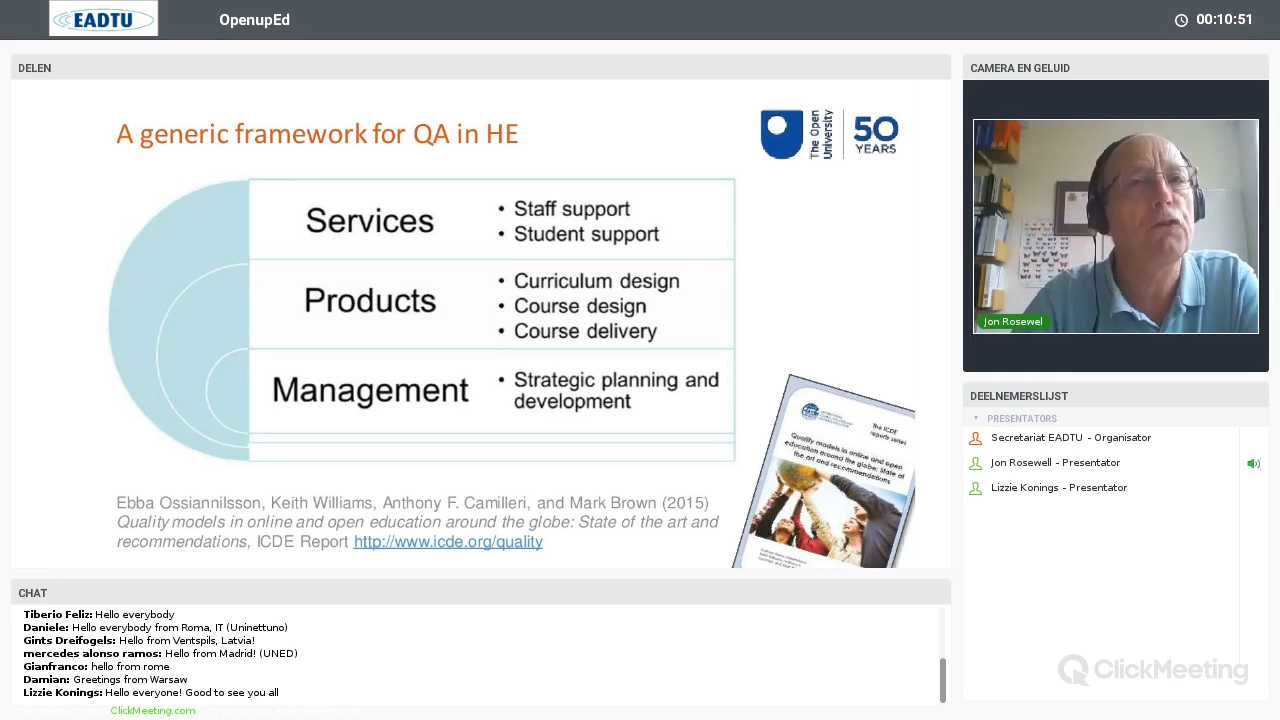 EADTU
OpenupEd
00:10:51
DELEN
A generic framework for QA in HE
The Open
University
50
YEARS
Services
• Staff support
• Student support
Products
• Curriculum design
• Course design
• Course delivery
Management
• Strategic planning and
development
Ebba Ossiannilsson, Keith Williams, Anthony F. Camilleri, and Mark Brown (2015)
Quality models in online and open education around the globe: State of the art and
recommendations, ICDE Report http://www.icde.org/quality
The ICDE
reports series
Quality models in online and open
education around the globe: State of
the art and recommendations
CAMERA EN GELUID
Jon Rosewel
DEELNEMERSLIJST
PRESENTATORS
Secretariat EADTU - Organisator
Jon Rosewell - Presentator
Lizzie Konings - Presentator
ClickMeeting
CHAT
Tiberio Feliz: Hello everybody
Daniele: Hello everybody from Roma, IT (Uninettuno)
Gints Dreifogels: Hello from Ventspils, Latvia!
mercedes alonso ramos: Hello from Madrid! (UNED)
Gianfranco: hello from rome
Damian: Greetings from Warsaw
Lizzie Konings: Hello everyone! Good to see you all
ClickMeeting.com